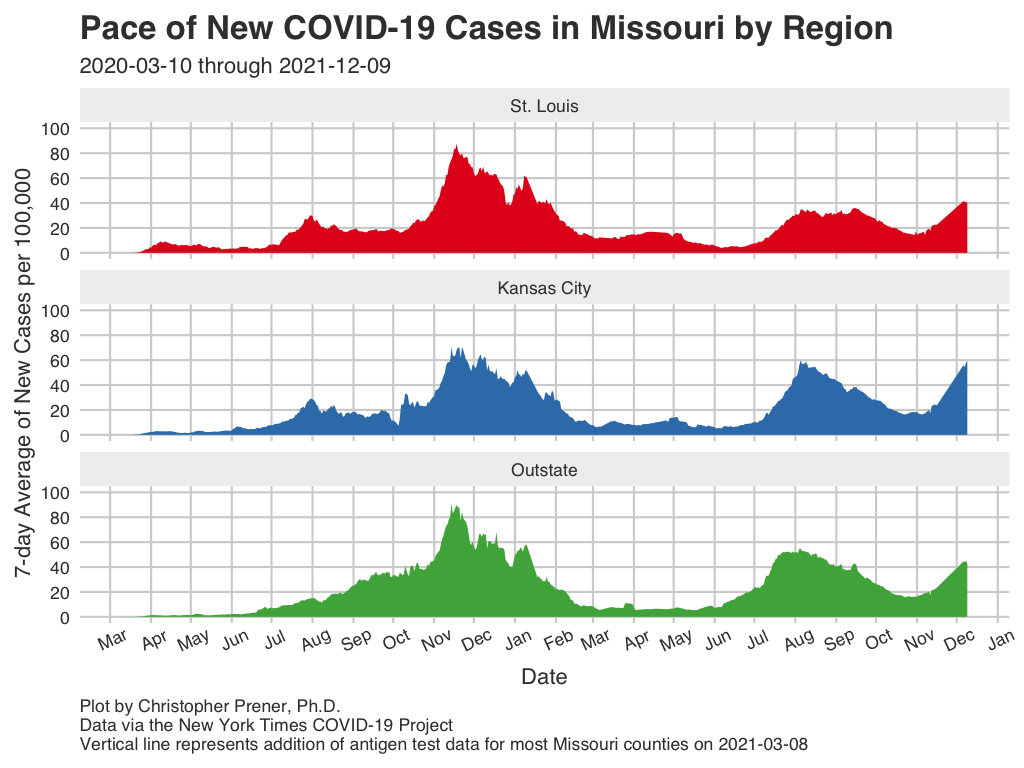 Pace of New COVID-19 Cases in Missouri by Region
2020-03-10 through 2021-12-09
St. Louis
100
80
60
40
20
0
Kansas City
100
80
60
40
20
0
Outstate
100
80
60
40
20
0
7-day Average of New Cases per 100,000
Mar Apr May Jun Jul Aug Sep Oct Nov Dec Jan Feb Mar Apr May Jun Jul Aug Sep Oct Nov Dec Jan
Date
Plot by Christopher Prener, Ph.D.
Data via the New York Times COVID-19 Project
Vertical line represents addition of antigen test data for most Missouri counties on 2021-03-08